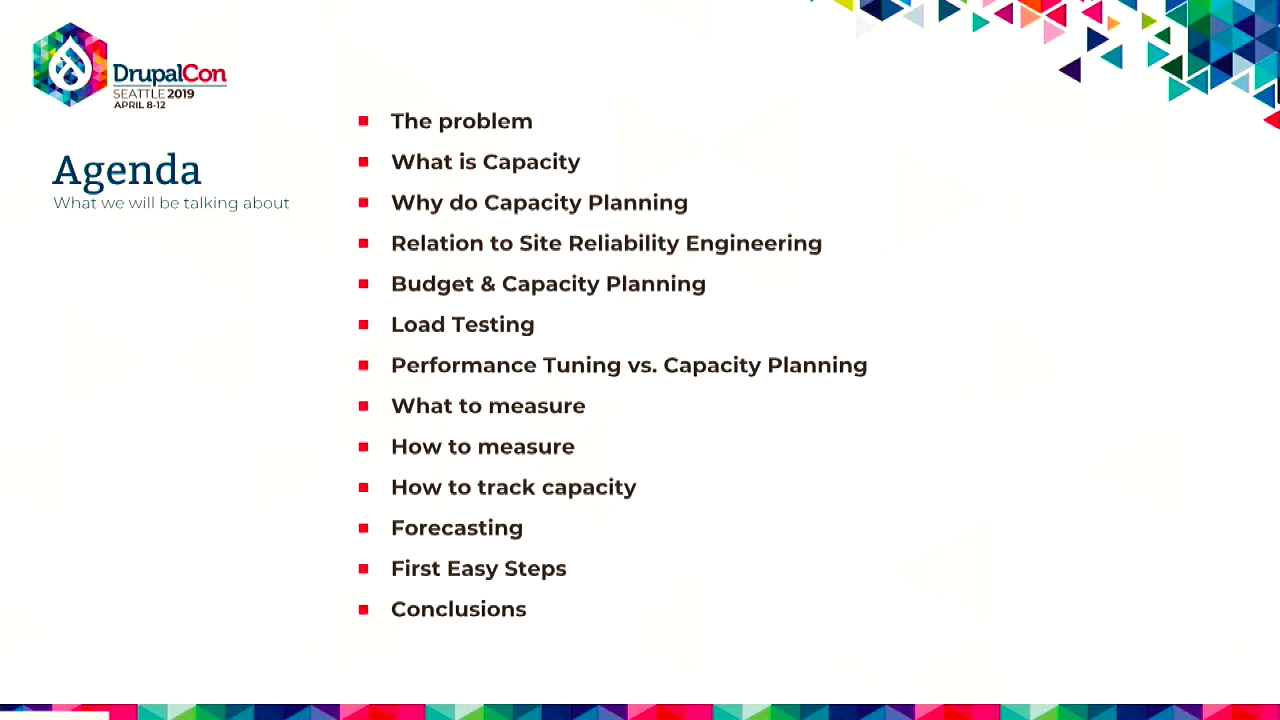 DrupalCon
SEATTLE 2019
APRIL 8-12
Agenda
What we will be talking about
The problem
What is Capacity
Why do Capacity Planning
Relation to Site Reliability Engineering
Budget & Capacity Planning
Load Testing
Performance Tuning vs. Capacity Planning
What to measure
How to measure
How to track capacity
Forecasting
First Easy Steps
Conclusions